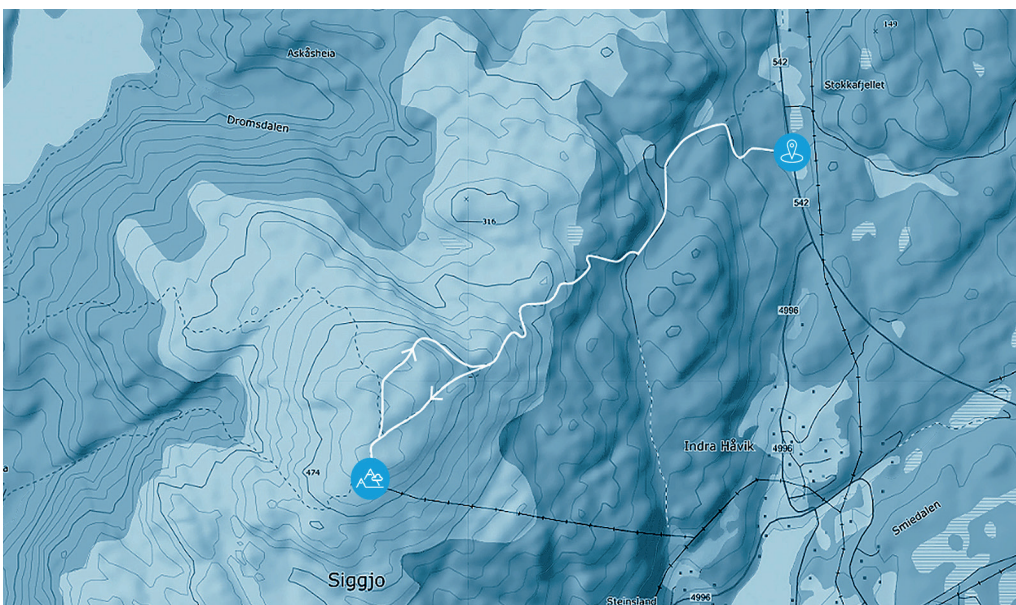 149
Askåsheia
542
Stokkafjellet
Dromsdalen
542
316
4996
Indra Håvik
4996
474
Smiedalen
Siggjo
Steinsland
4996